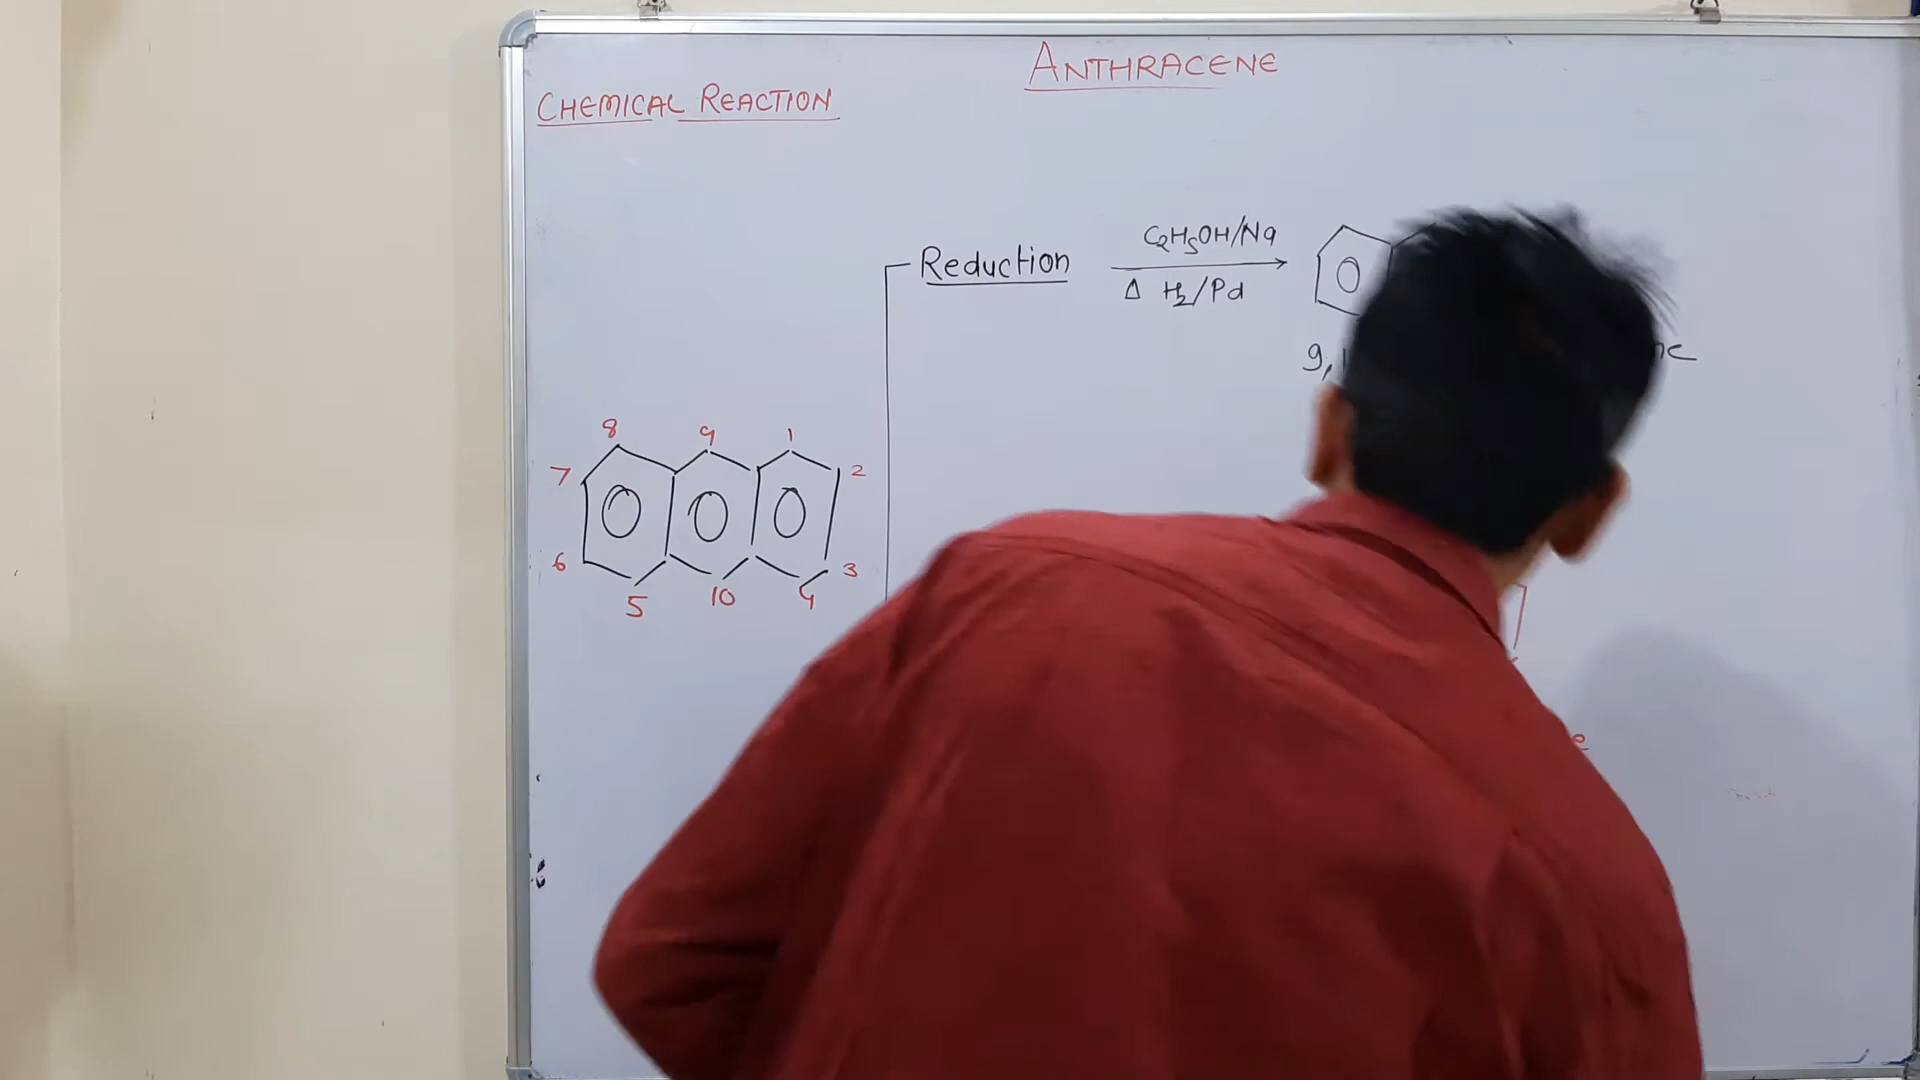 ANTHRACENE
CHEMICAL REACTION
C2H5OH/Na
Reduction
Δ H2/Pd
9,
8 9 1
7 2
6 3
5 10 4